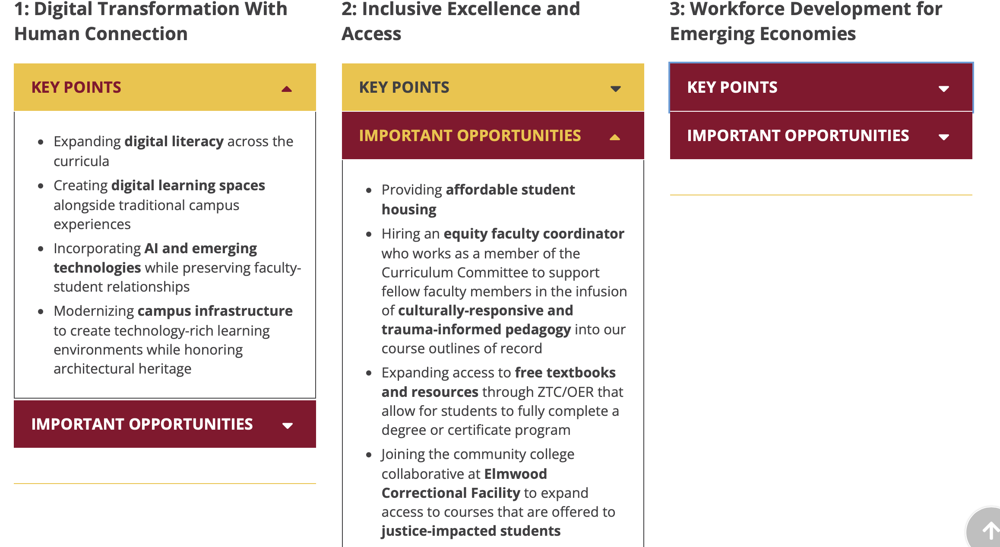 1: Digital Transformation With
Human Connection
KEY POINTS
• Expanding digital literacy across the
curricula
• Creating digital learning spaces
alongside traditional campus
experiences
• Incorporating AI and emerging
technologies while preserving faculty-
student relationships
• Modernizing campus infrastructure
to create technology-rich learning
environments while honoring
architectural heritage
IMPORTANT OPPORTUNITIES
2: Inclusive Excellence and
Access
KEY POINTS
IMPORTANT OPPORTUNITIES
• Providing affordable student
housing
• Hiring an equity faculty coordinator
who works as a member of the
Curriculum Committee to support
fellow faculty members in the infusion
of culturally-responsive and
trauma-informed pedagogy into our
course outlines of record
• Expanding access to free textbooks
and resources through ZTC/OER that
allow for students to fully complete a
degree or certificate program
• Joining the community college
collaborative at Elmwood
Correctional Facility to expand
access to courses that are offered to
justice-impacted students
3: Workforce Development for
Emerging Economies
KEY POINTS
IMPORTANT OPPORTUNITIES